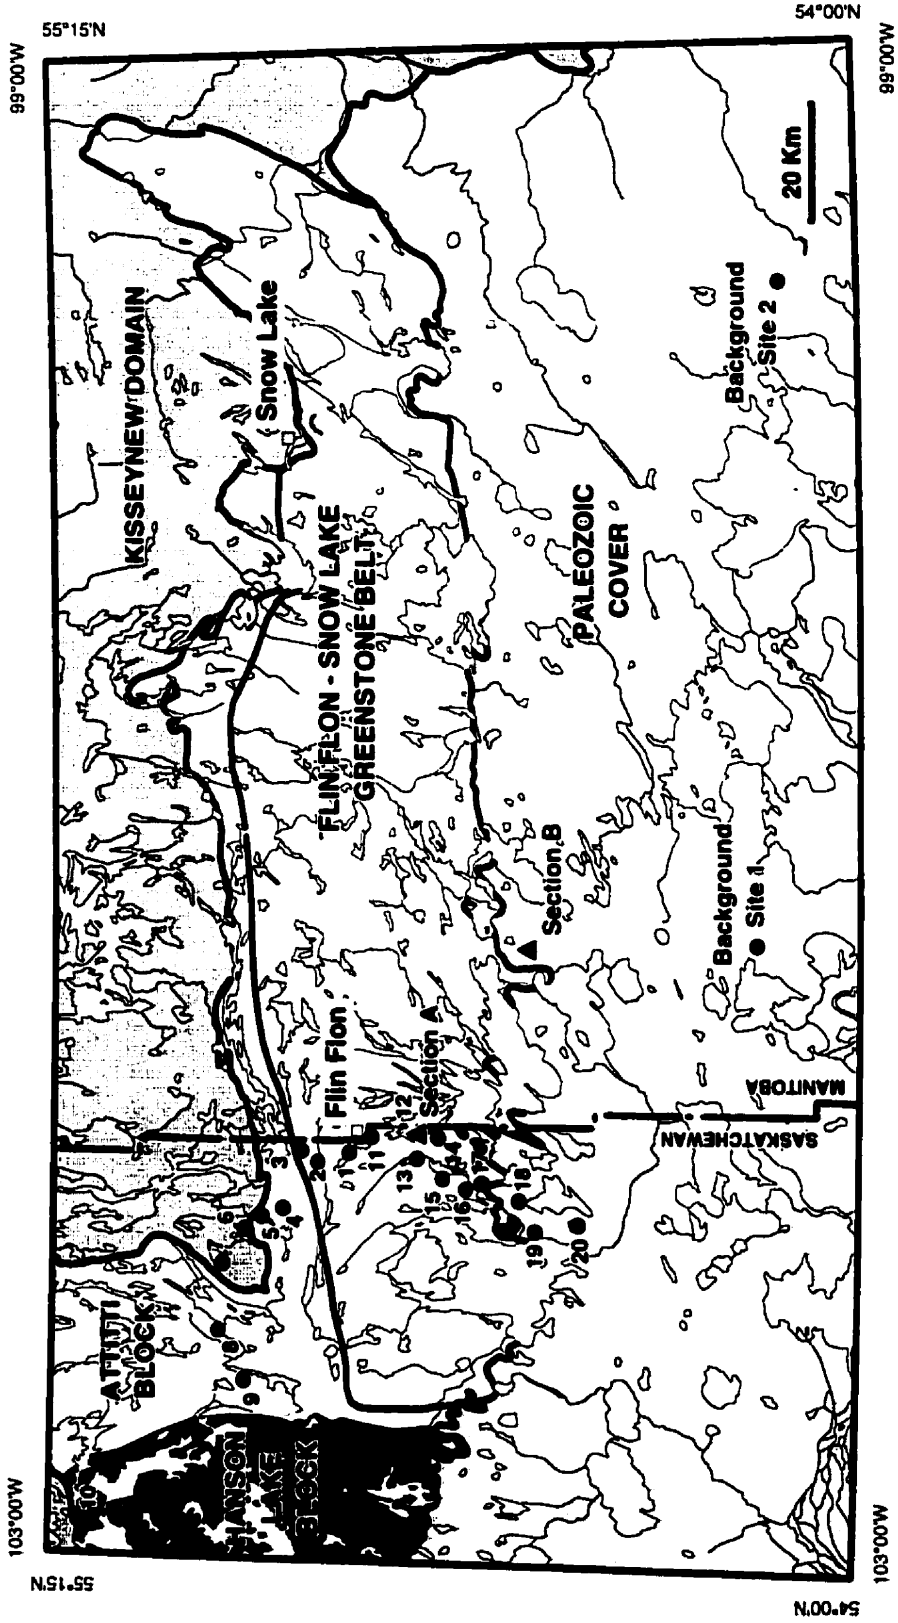 55°15'N
54°00'N
99°00'W
99°00'W
20 Km
KISSEYNEW DOMAIN
Snow Lake
Background
Site 2
FLIN FLON - SNOW LAKE
GREENSTONE BELT
PALEOZOIC
COVER
Section B
Background
Site 1
Flin Flon
Section A
MANITOBA
SASKATCHEWAN
12
3
2
1
11
13
14
15
16
17
18
19
20
4
5
6
7
8
9
10
ATTITTI
BLOCK
HANSON
LAKE
BLOCK
103°00'W
103°00'W
55°15'N
54°00'N